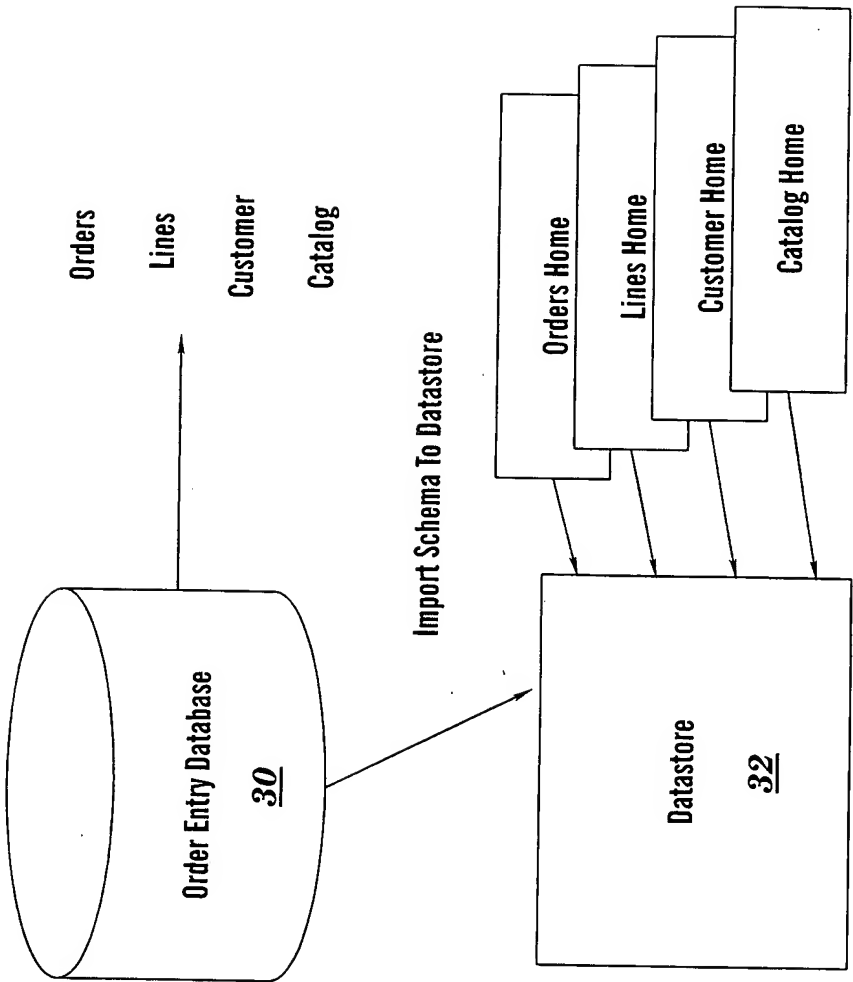 Orders
Lines
Customer
Catalog
Order Entry Database
30
Import Schema To Datastore
Orders Home
Lines Home
Customer Home
Catalog Home
Datastore
32